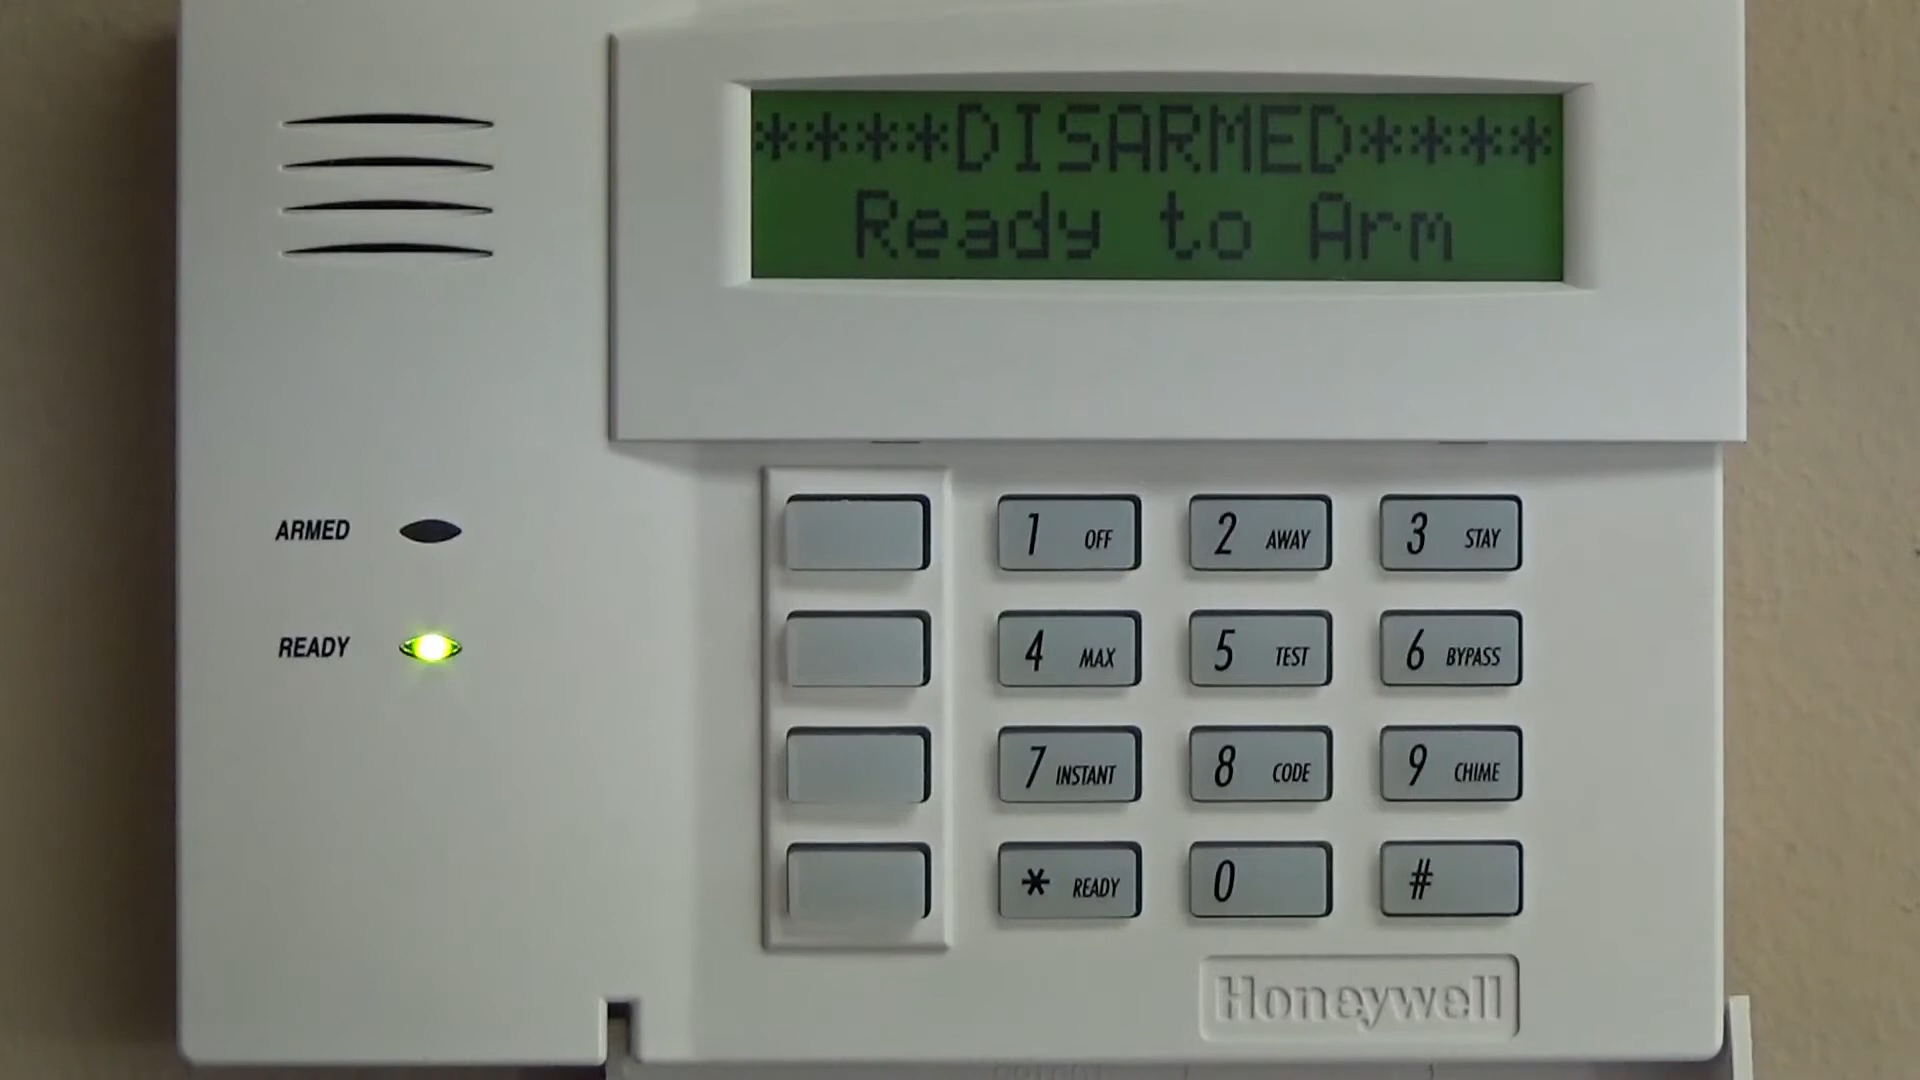 ****DISARMED****
Ready to Arm
ARMED
READY
1 OFF
2 AWAY
3 STAY
4 MAX
5 TEST
6 BYPASS
7 INSTANT
8 CODE
9 CHIME
* READY
0
#
Honeywell